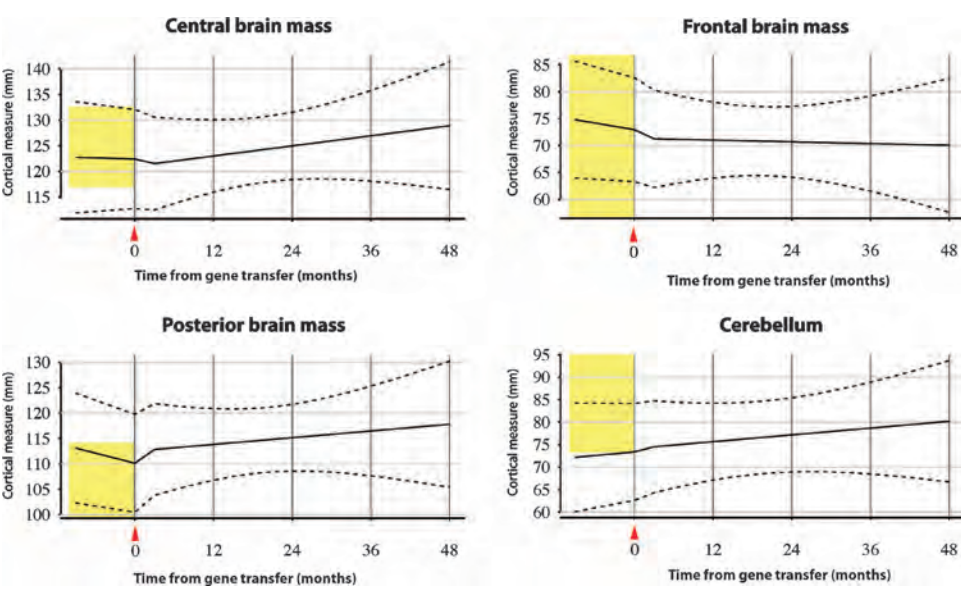 Central brain mass
Cortical measure (mm)
140
135
130
125
120
115
0 12 24 36 48
Time from gene transfer (months)
Frontal brain mass
Cortical measure (mm)
85
80
75
70
65
60
0 12 24 36 48
Time from gene transfer (months)
Posterior brain mass
Cortical measure (mm)
130
125
120
115
110
105
100
0 12 24 36 48
Time from gene transfer (months)
Cerebellum
Cortical measure (mm)
95
90
85
80
75
70
65
60
0 12 24 36 48
Time from gene transfer (months)